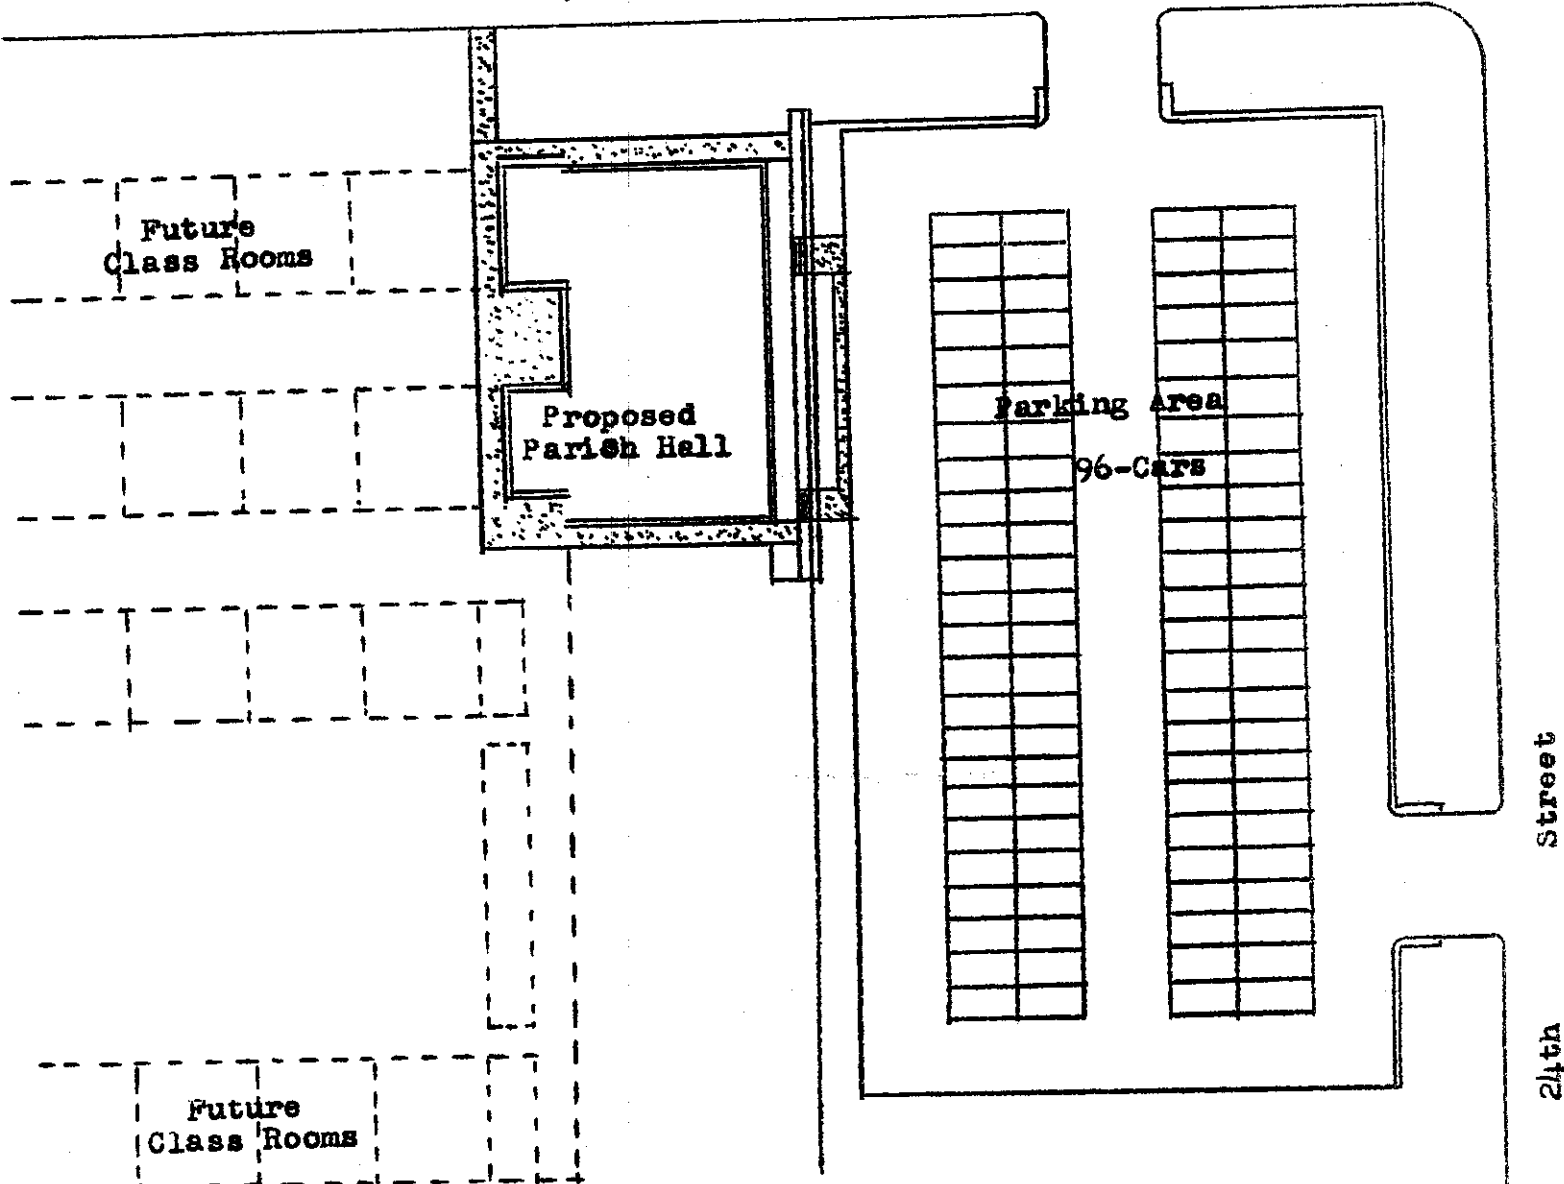 Future
Class Rooms
Proposed
Parish Hall
Parking Area
96-Cars
24th Street
Future
Class Rooms